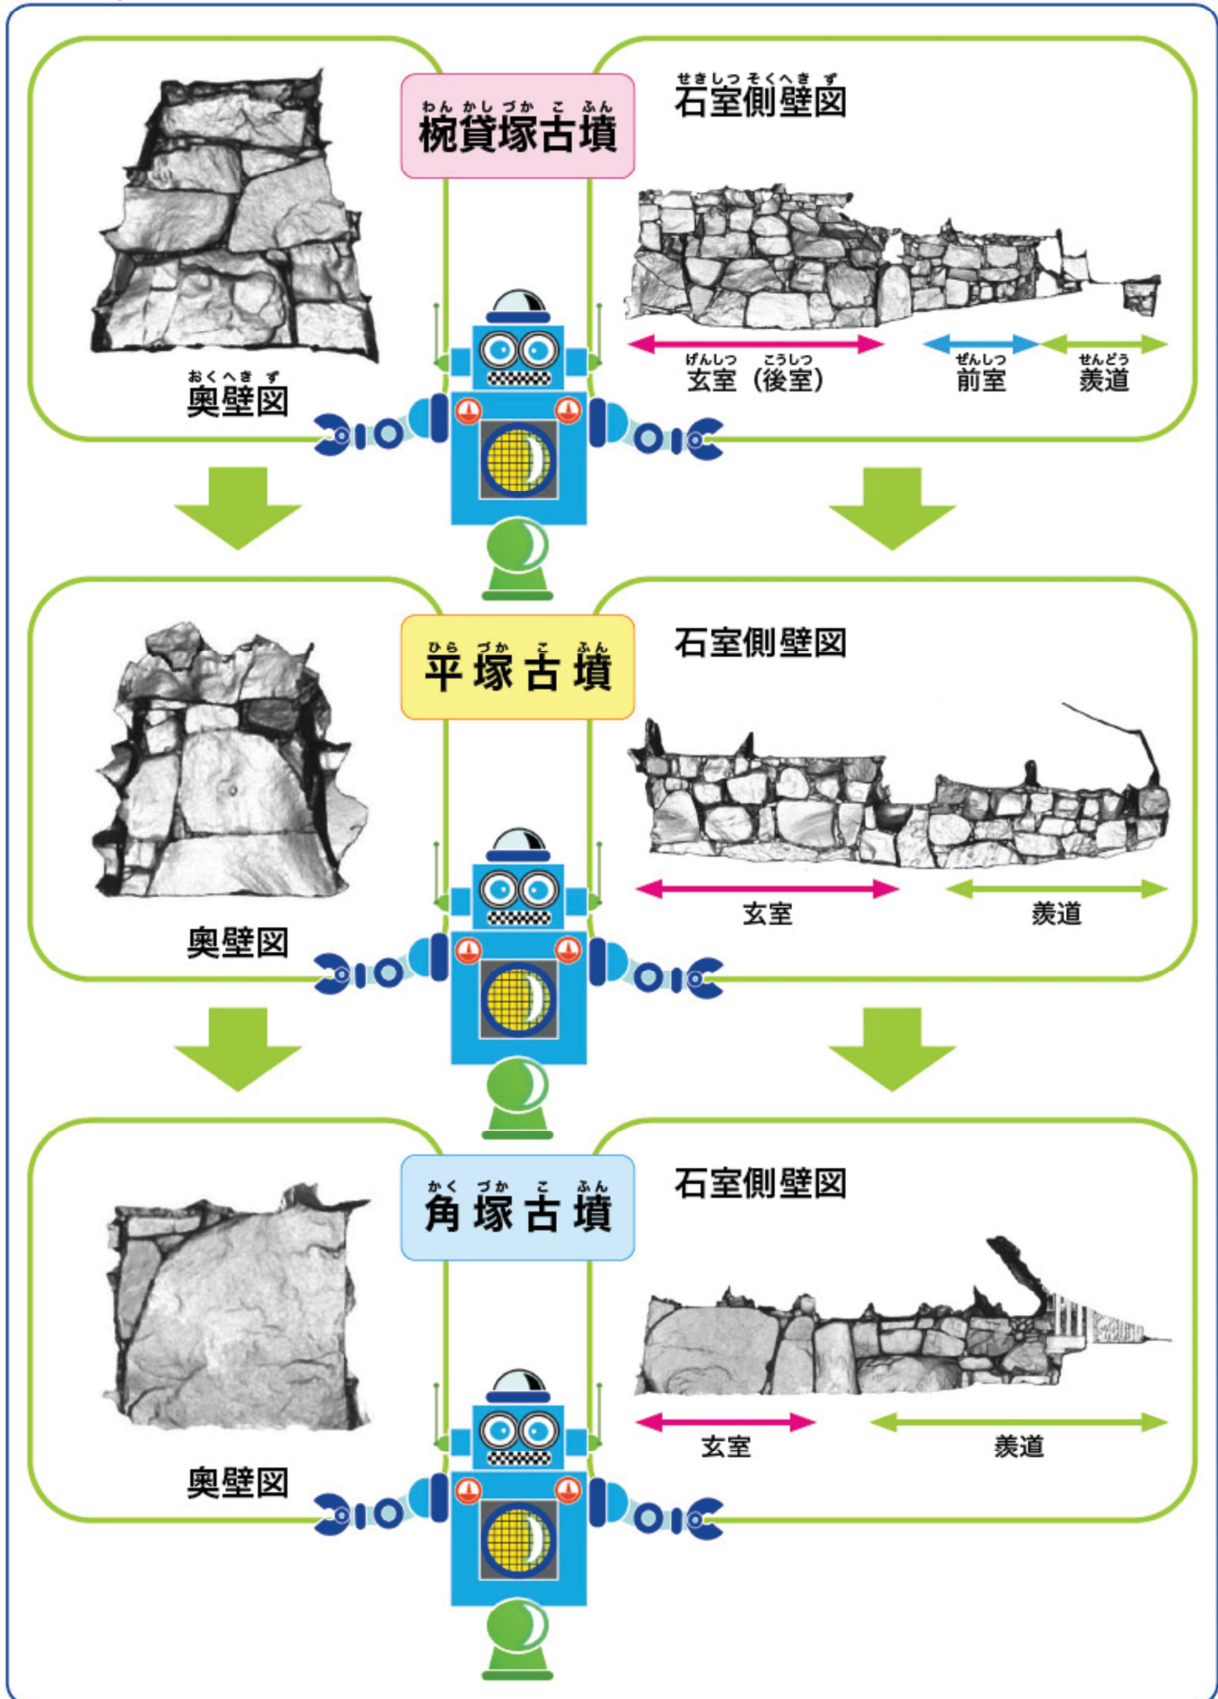 わんかしづかこふん
椀貸塚古墳
せきしつそくへきず
石室側壁図
おくへきず
奥壁図
げんしつ こうしつ
玄室（後室）
ぜんしつ
前室
せんどう
羨道
ひらづかこふん
平塚古墳
石室側壁図
奥壁図
玄室
羨道
かくづかこふん
角塚古墳
石室側壁図
奥壁図
玄室
羨道